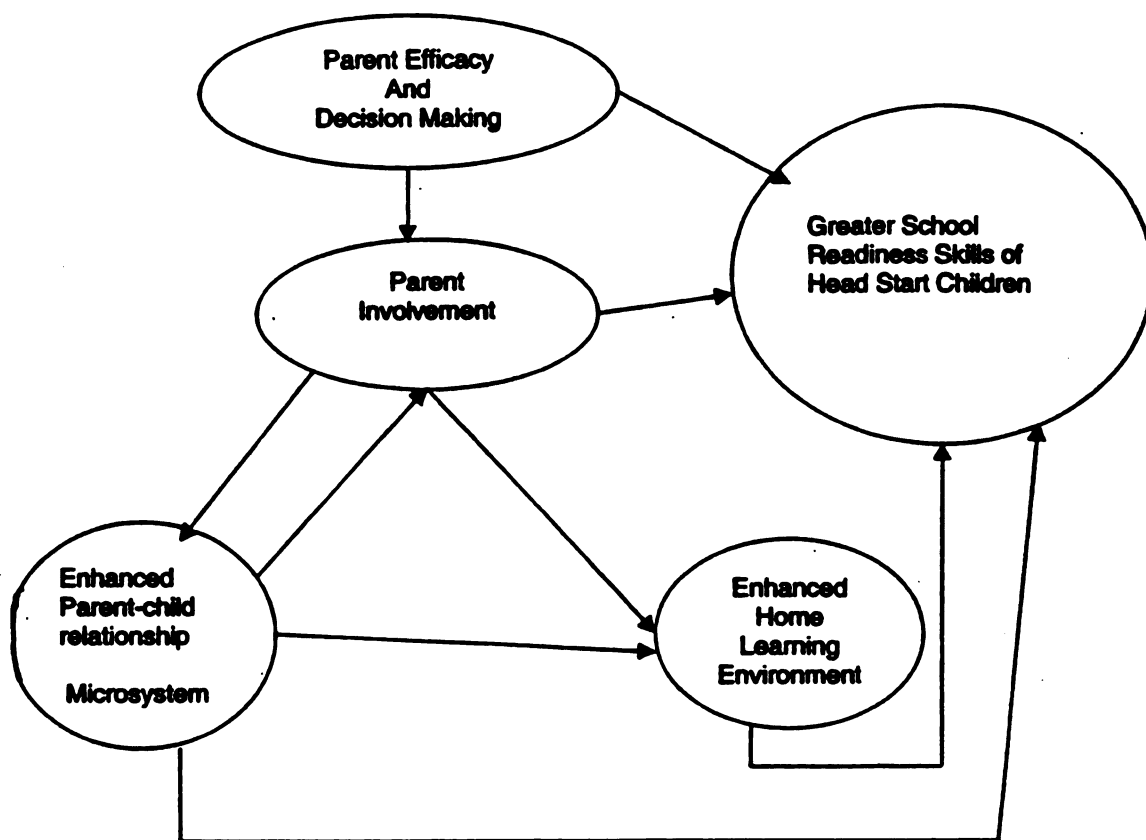 Parent Efficacy
And
Decision Making
Greater School
Readiness Skills of
Head Start Children
Parent
Involvement
Enhanced
Parent-child
relationship
Microsystem
Enhanced
Home
Learning
Environment